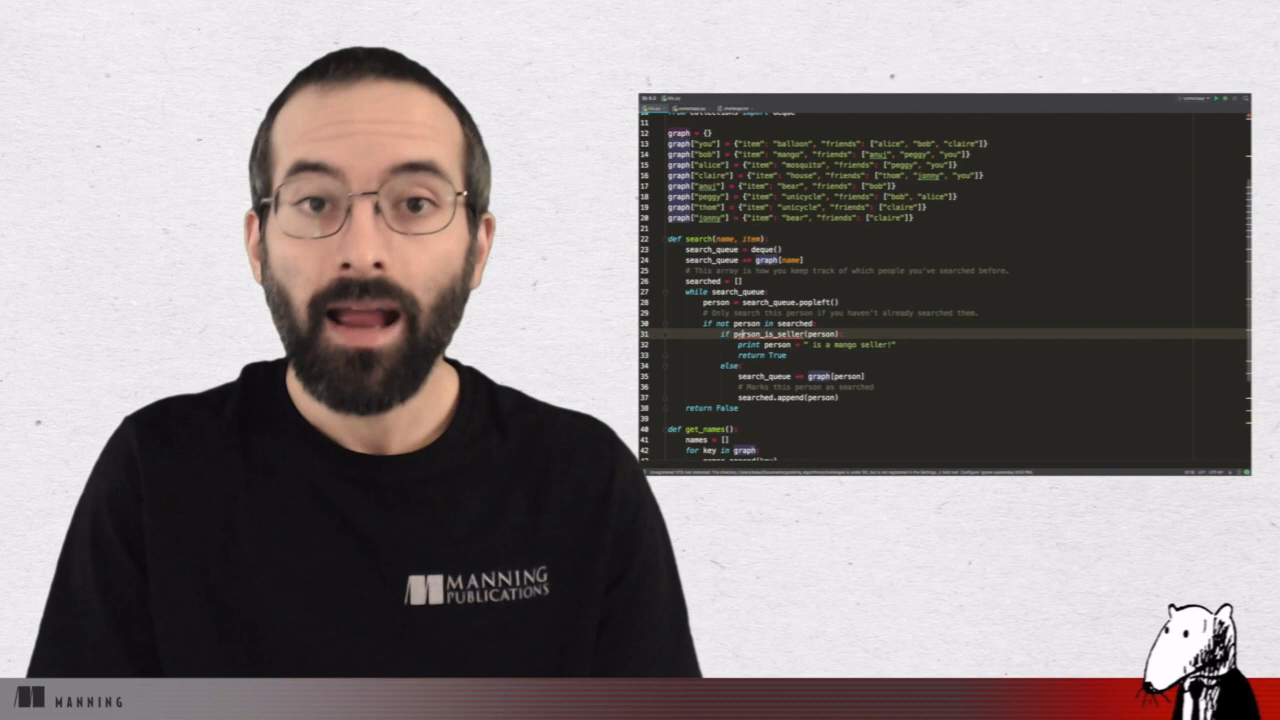 11
12 graph = {}
13 graph["you"] = {"item": "balloon", "friends": ["alice", "bob", "claire"]}
14 graph["bob"] = {"item": "mango", "friends": ["anuj", "peggy", "you"]}
15 graph["alice"] = {"item": "mosquito", "friends": ["peggy", "you"]}
16 graph["claire"] = {"item": "house", "friends": ["thom", "jonny", "you"]}
17 graph["anuj"] = {"item": "bear", "friends": ["bob"]}
18 graph["peggy"] = {"item": "unicycle", "friends": ["bob", "alice"]}
19 graph["thom"] = {"item": "unicycle", "friends": ["claire"]}
20 graph["jonny"] = {"item": "bear", "friends": ["claire"]}
21
22 def search(name, item):
23 search_queue = deque()
24 search_queue += graph[name]
25 # This array is how you keep track of which people you've searched before.
26 searched = []
27 while search_queue:
28 person = search_queue.popleft()
29 # Only search this person if you haven't already searched them.
30 if not person in searched:
31 if person_is_seller(person):
32 print person + " is a mango seller!"
33 return True
34 else:
35 search_queue += graph[person]
36 # Marks this person as searched
37 searched.append(person)
38 return False
39
40 def get_names():
41 names = []
42 for key in graph:
MANNING
PUBLICATIONS
MANNING